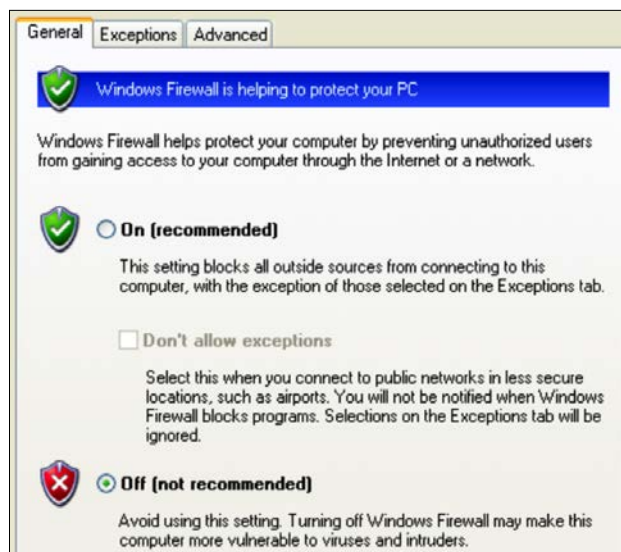 General Exceptions Advanced
Windows Firewall is helping to protect your PC
Windows Firewall helps protect your computer by preventing unauthorized users
from gaining access to your computer through the Internet or a network.
On (recommended)
This setting blocks all outside sources from connecting to this
computer, with the exception of those selected on the Exceptions tab.
Don't allow exceptions
Select this when you connect to public networks in less secure
locations, such as airports. You will not be notified when Windows
Firewall blocks programs. Selections on the Exceptions tab will be
ignored.
Off (not recommended)
Avoid using this setting. Turning off Windows Firewall may make this
computer more vulnerable to viruses and intruders.